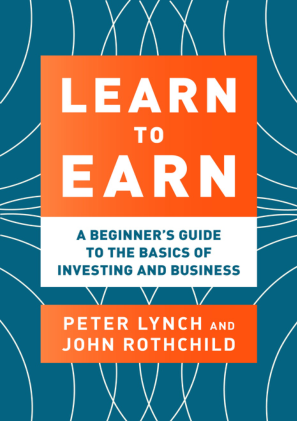 LEARN
TO
EARN
A BEGINNER'S GUIDE
TO THE BASICS OF
INVESTING AND BUSINESS
PETER LYNCH AND
JOHN ROTHCHILD